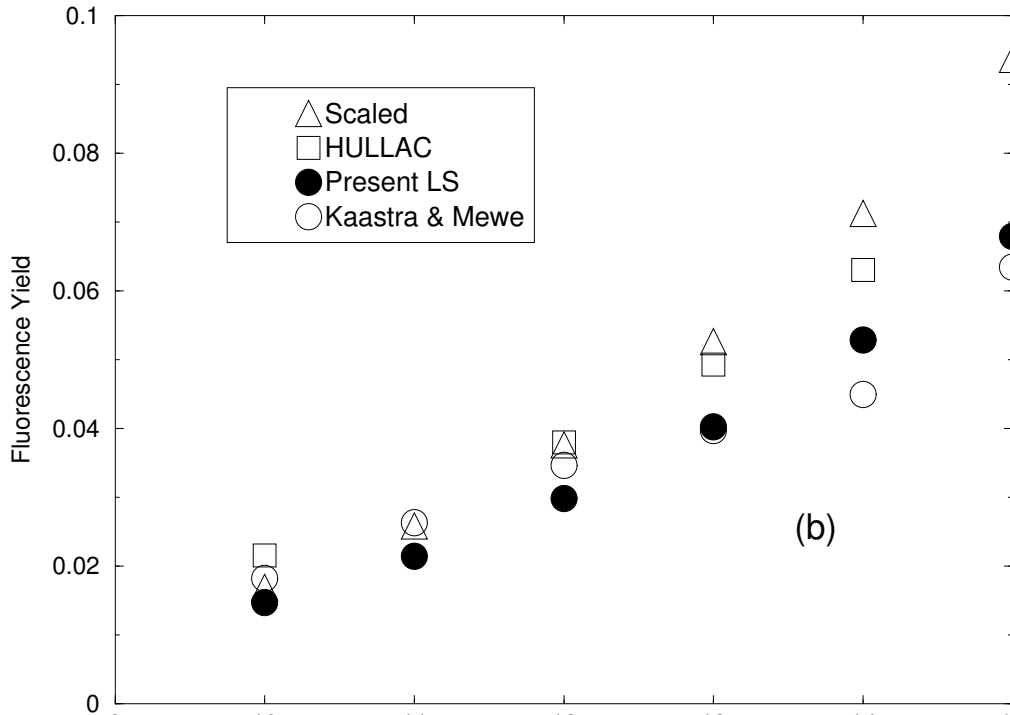 0.1
Scaled
HULLAC
Present LS
Kaastra & Mewe
0.08
0.06
0.04
0.02
0
Fluorescence Yield
(b)